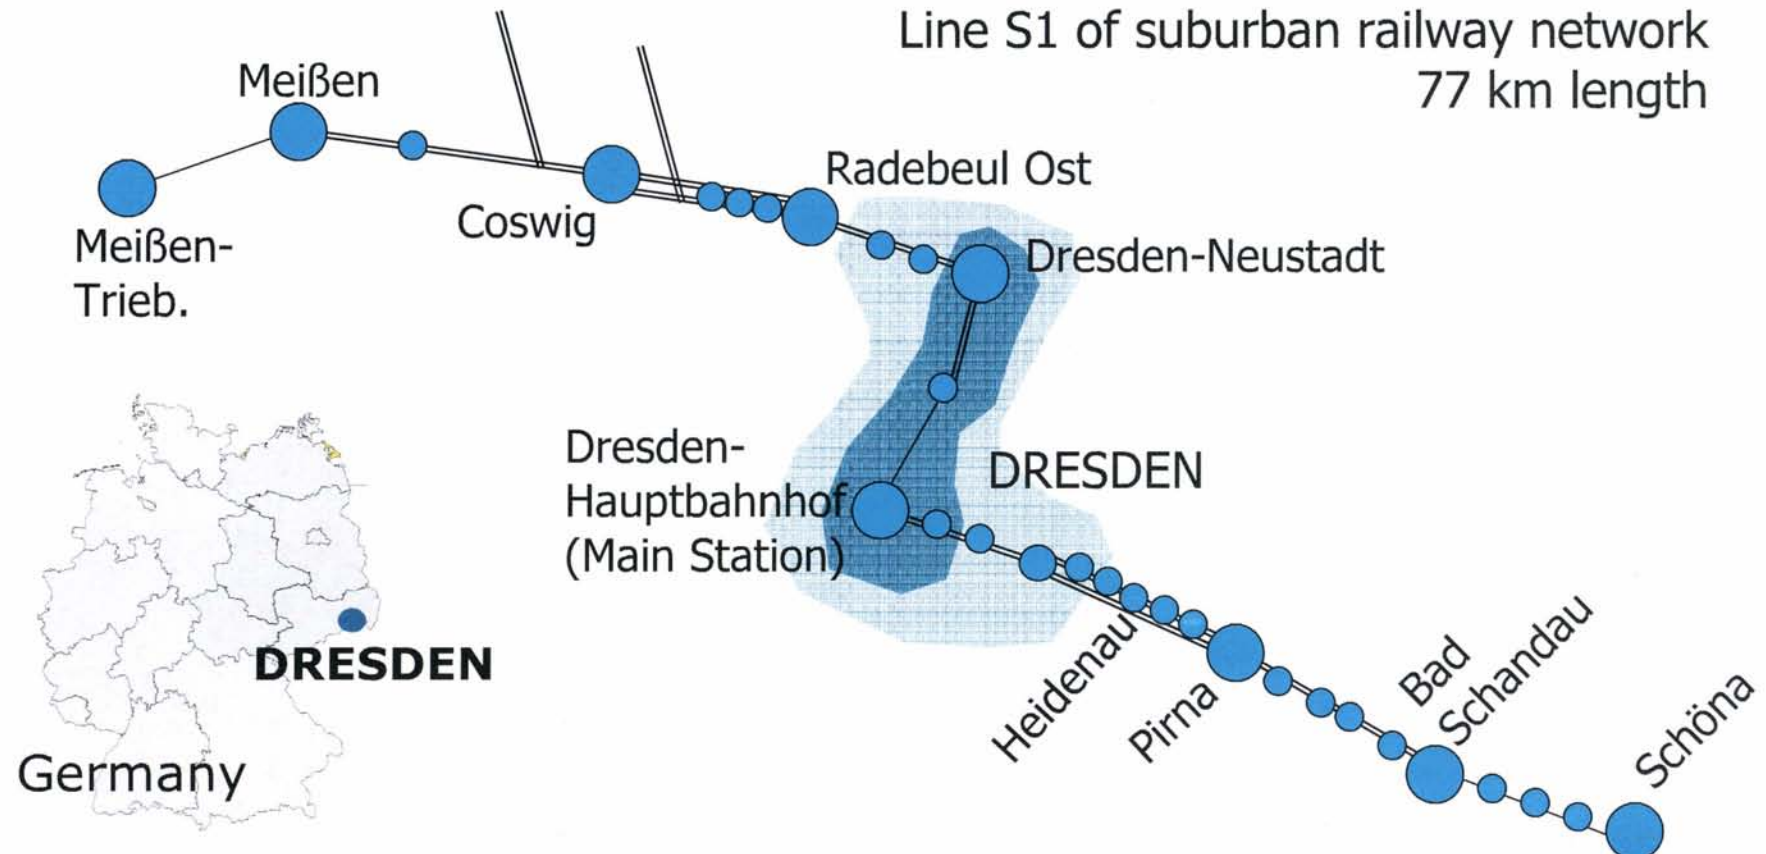 Line S1 of suburban railway network
77 km length
Meißen
Radebeul Ost
Coswig
Meißen-
Trieb.
Dresden-Neustadt
Dresden-
Hauptbahnhof
(Main Station)
DRESDEN
Heidenau
Pirna
Bad
Schandau
Schöna
DRESDEN
Germany